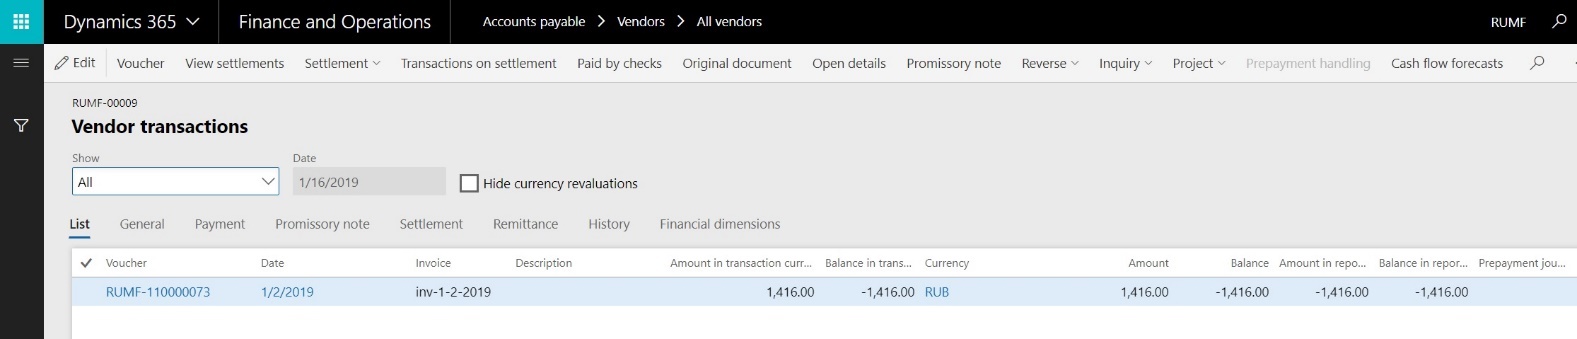 Dynamics 365 Finance and Operations Accounts payable > Vendors > All vendors RUMF
Edit Voucher View settlements Settlement Transactions on settlement Paid by checks Original document Open details Promissory note Reverse Inquiry Project Prepayment handling Cash flow forecasts
RUMF-00009
Vendor transactions
Show Date
All 1/16/2019 Hide currency revaluations
List General Payment Promissory note Settlement Remittance History Financial dimensions
Voucher Date Invoice Description Amount in transaction curr... Balance in trans... Currency Amount Balance Amount in repo... Balance in repor... Prepayment jou...
RUMF-110000073 1/2/2019 inv-1-2-2019 1,416.00 -1,416.00 RUB 1,416.00 -1,416.00 -1,416.00 -1,416.00